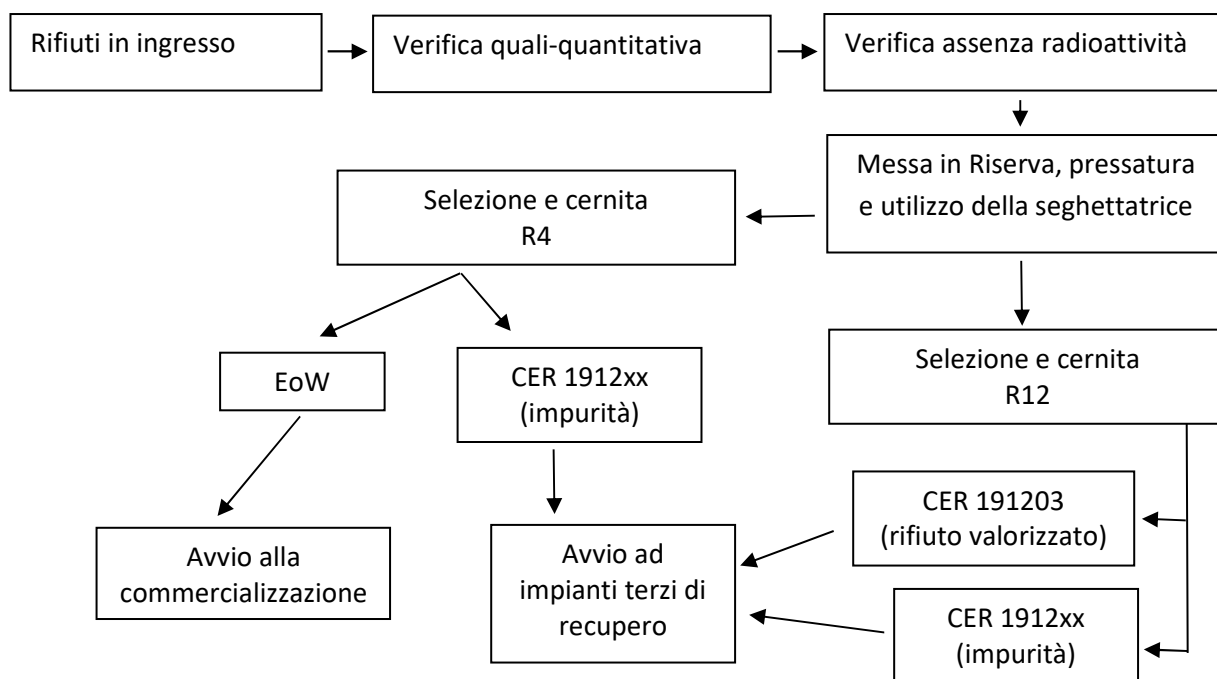 Rifiuti in ingresso
Verifica quali-quantitativa
Verifica assenza radioattività
Messa in Riserva, pressatura
e utilizzo della seghettatrice
Selezione e cernita
R4
Selezione e cernita
R12
EoW
CER 1912xx
(impurità)
CER 191203
(rifiuto valorizzato)
Avvio alla
commercializzazione
Avvio ad
impianti terzi di
recupero
CER 1912xx
(impurità)